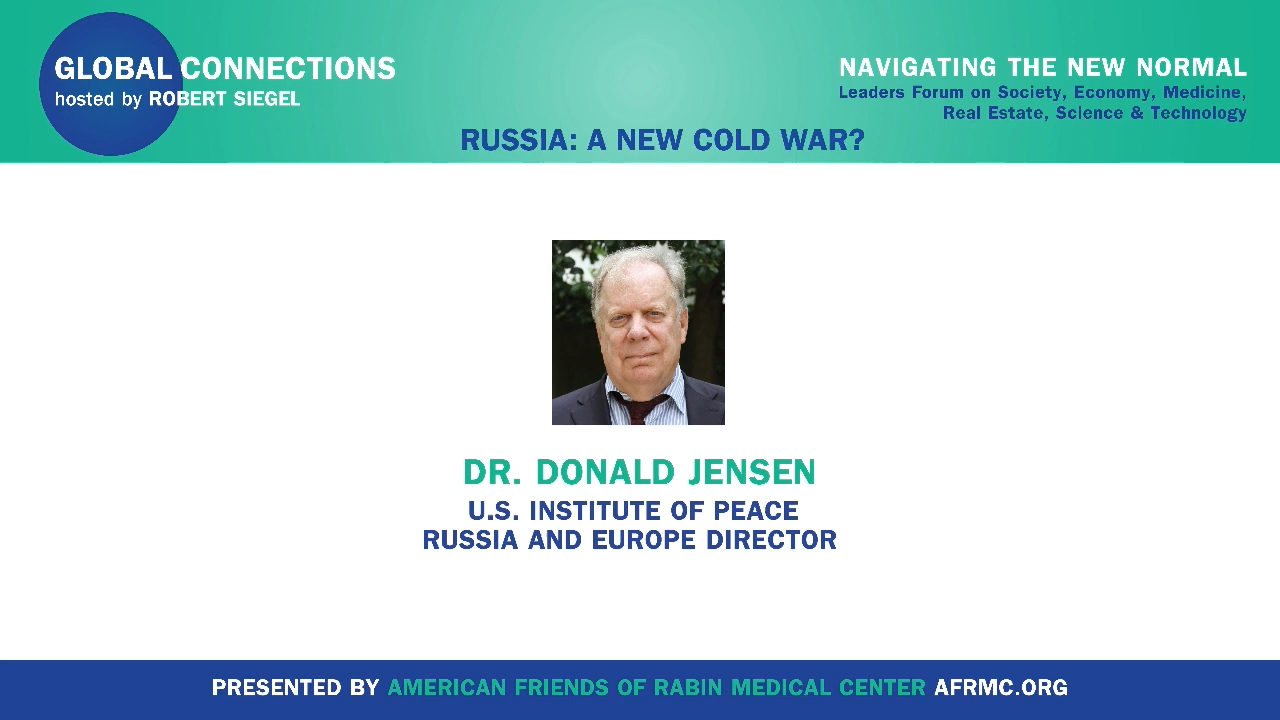 GLOBAL CONNECTIONS
hosted by ROBERT SIEGEL
NAVIGATING THE NEW NORMAL
Leaders Forum on Society, Economy, Medicine,
Real Estate, Science & Technology
RUSSIA: A NEW COLD WAR?
DR. DONALD JENSEN
U.S. INSTITUTE OF PEACE
RUSSIA AND EUROPE DIRECTOR
PRESENTED BY AMERICAN FRIENDS OF RABIN MEDICAL CENTER AFRMC.ORG